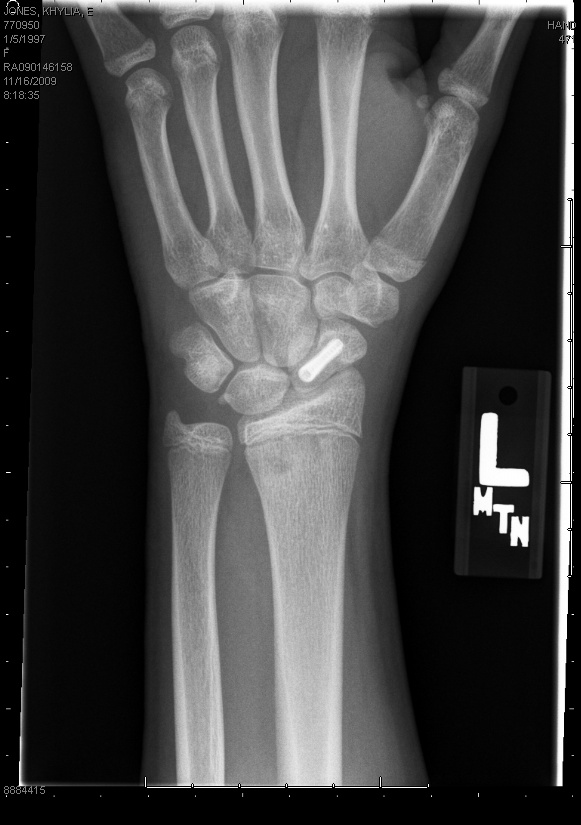 JONES, KHYLIA, E
770950
1/5/1997
F
RA090146158
11/16/2009
8:18:35
HAND
L
MTN
8884415